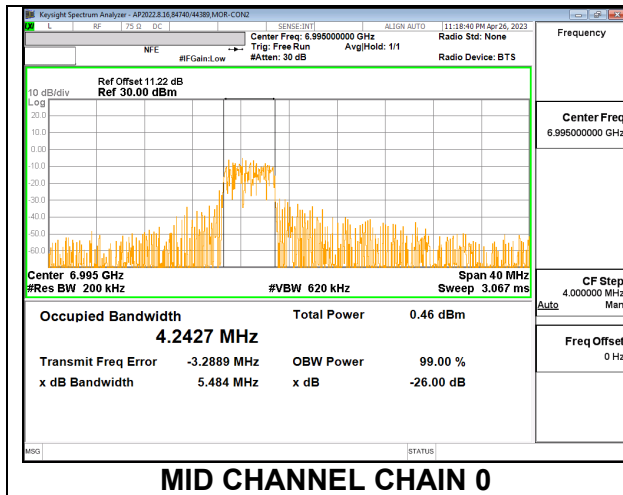 Keysight Spectrum Analyzer - AP2022.8.16,84740/44389,MOR-CON2
L RF 75 Ω DC SENSE:INT ALIGN AUTO 11:18:40 PM Apr 26, 2023
Center Freq: 6.995000000 GHz Radio Std: None
NFE Trig: Free Run Avg|Hold: 1/1
#IFGain:Low #Atten: 30 dB Radio Device: BTS
Frequency
Ref Offset 11.22 dB
10 dB/div Ref 30.00 dBm
Log
20.0
10.0
0.00
-10.0
-20.0
-30.0
-40.0
-50.0
-60.0
Center 6.995 GHz Span 40 MHz
#Res BW 200 kHz #VBW 620 kHz Sweep 3.067 ms
Center Freq
6.995000000 GHz
CF Step
4.000000 MHz
Auto Man
Freq Offset
0 Hz
Occupied Bandwidth Total Power 0.46 dBm
4.2427 MHz
Transmit Freq Error -3.2889 MHz OBW Power 99.00 %
x dB Bandwidth 5.484 MHz x dB -26.00 dB
MSG STATUS
MID CHANNEL CHAIN 0